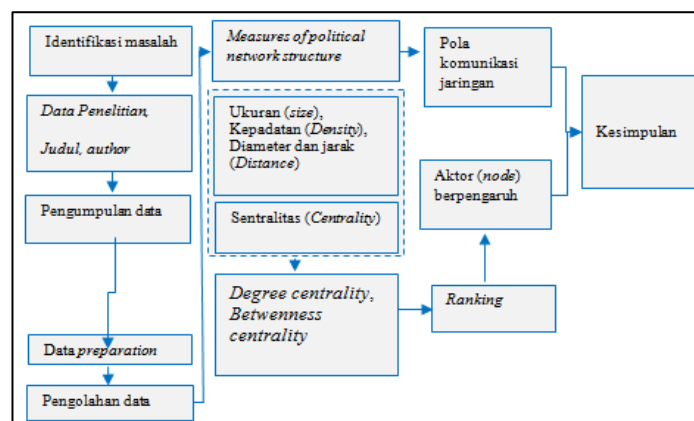 Identifikasi masalah
Data Penelitian,
Judul, author
Pengumpulan data
Data preparation
Pengolahan data
Measures of political
network structure
Ukuran (size),
Kepadatan (Density),
Diameter dan jarak
(Distance)
Sentralitas (Centrality)
Degree centrality,
Betwenness
centrality
Ranking
Aktor (node)
berpengaruh
Pola
komunikasi
jaringan
Kesimpulan